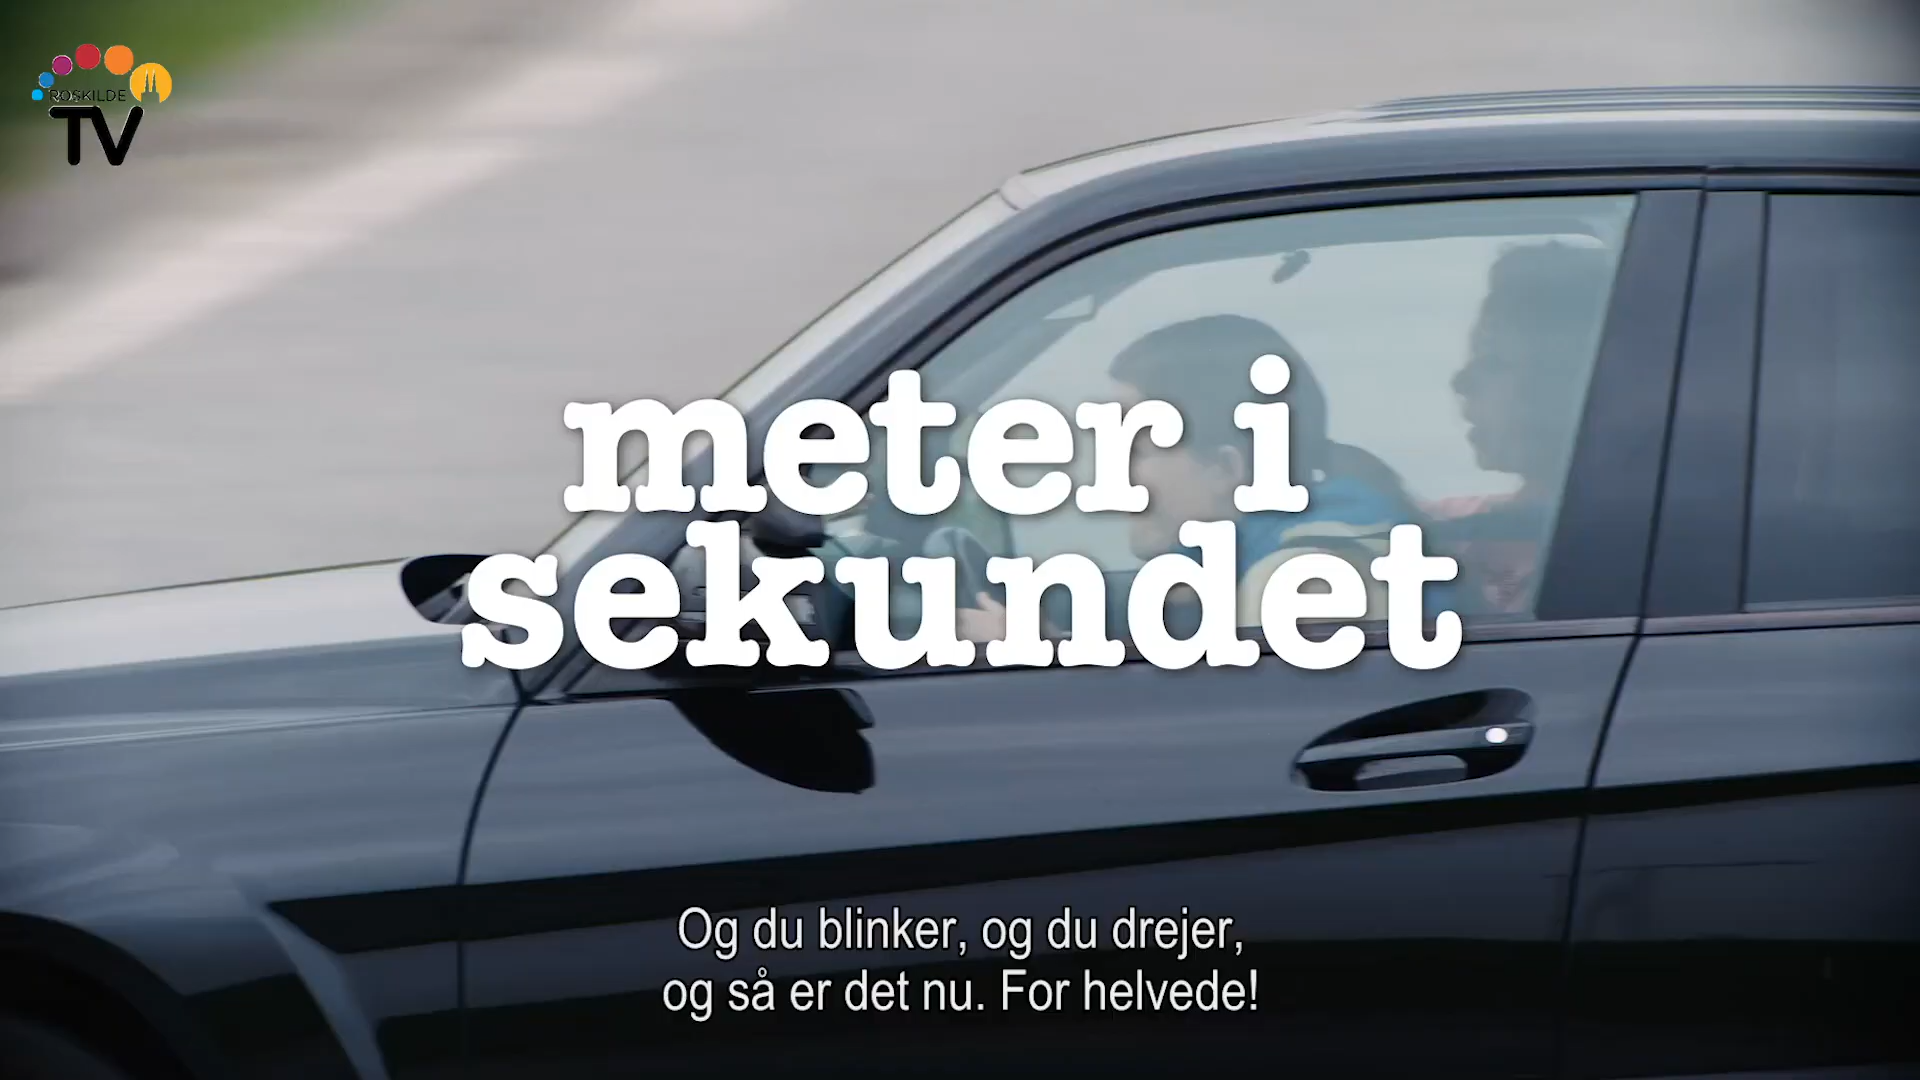 ROSKILDE
TV
meter i
sekundet
Og du blinker, og du drejer,
og så er det nu. For helvede!